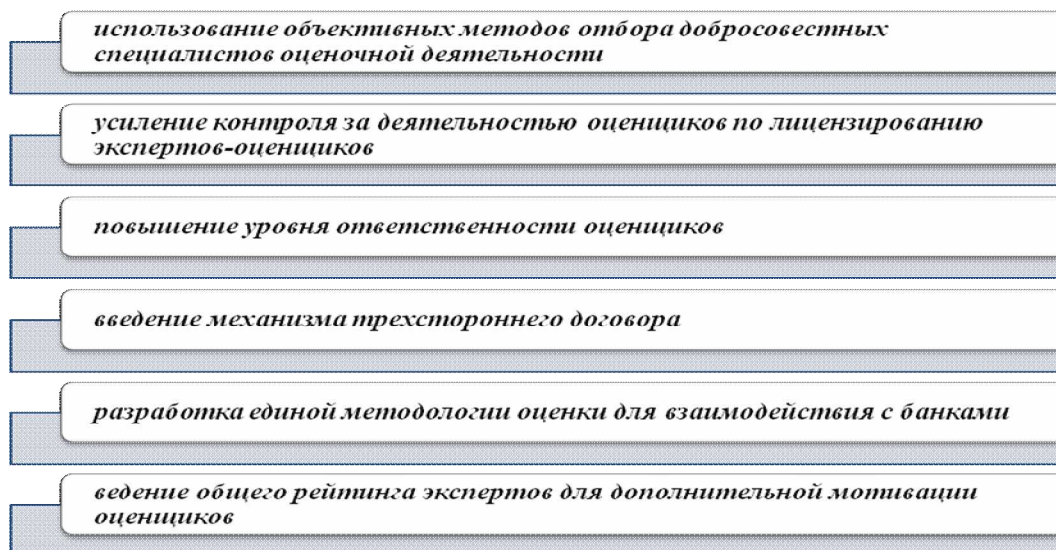 использование объективных методов отбора добросовестных
специалистов оценочной деятельности
усиление контроля за деятельностью оценщиков по лицензированию
экспертов-оценщиков
повышение уровня ответственности оценщиков
введение механизма трехстороннего договора
разработка единой методологии оценки для взаимодействия с банками
ведение общего рейтинга экспертов для дополнительной мотивации
оценщиков